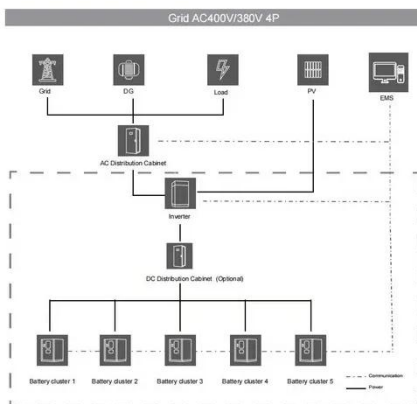 Grid AC400V/380V 4P
Grid
DG
Load
PV
EMS
AC Distribution Cabinet
Inverter
DC Distribution Cabinet (Optional)
Battery cluster 1
Battery cluster 2
Battery cluster 3
Battery cluster 4
Battery cluster 5
Communication
Power